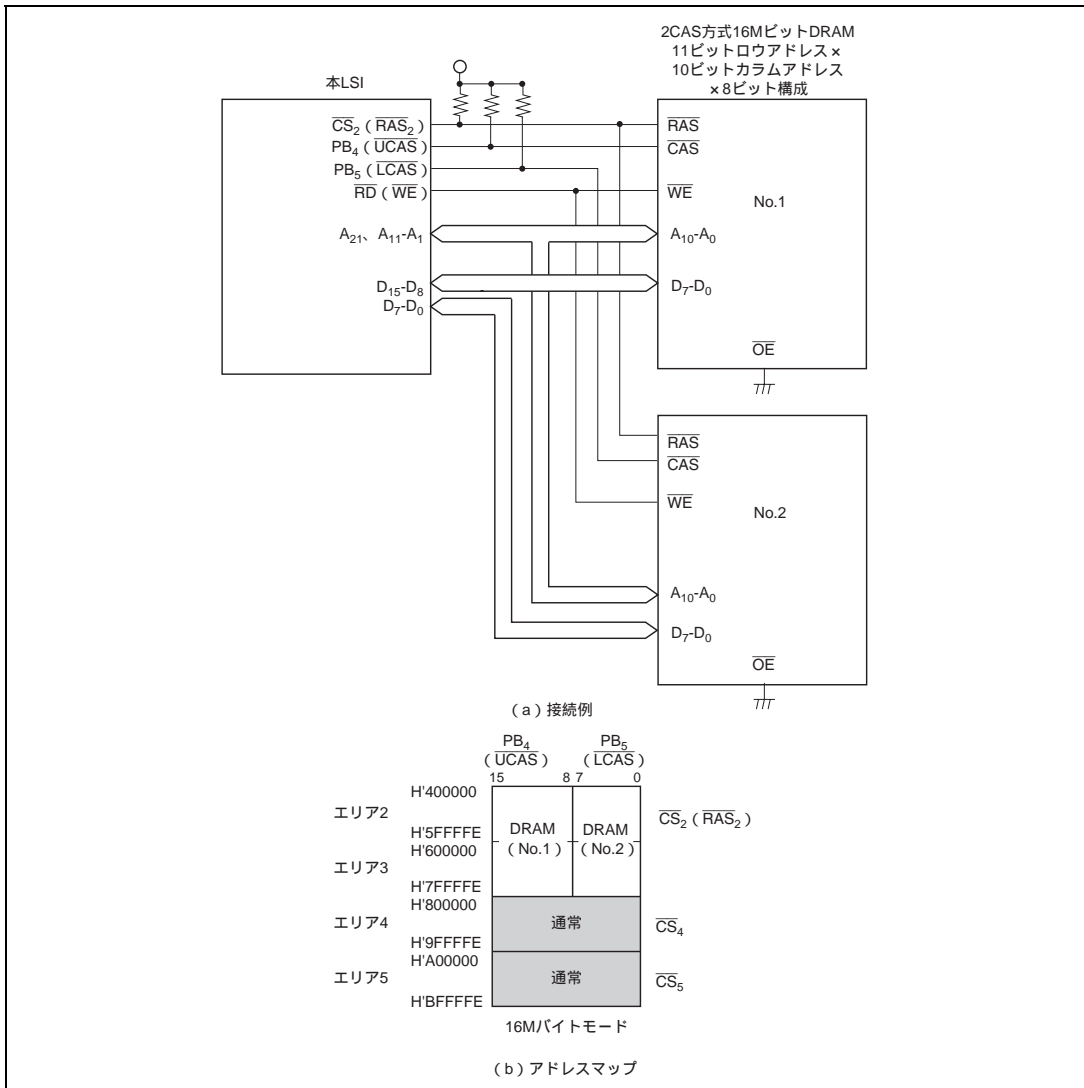 2CAS方式16MビットDRAM
11ビットロウアドレス×
10ビットカラムアドレス
×8ビット構成
本LSI
CS2(RAS2)
PB4(UCAS)
PB5(LCAS)
RD(WE)
A21、A11-A1
D15-D8
D7-D0
RAS
CAS
WE
No.1
A10-A0
D7-D0
OE
RAS
CAS
WE
No.2
A10-A0
D7-D0
OE
(a)接続例
PB4 PB5
(UCAS) (LCAS)
15 8 7 0
エリア2
H'400000
H'5FFFFE
エリア3
H'600000
H'7FFFFE
エリア4
H'800000
H'9FFFFE
エリア5
H'A00000
H'BFFFFE
DRAM
(No.1)
DRAM
(No.2)
通常
通常
CS2(RAS2)
CS4
CS5
16Mバイトモード
(b)アドレスマップ